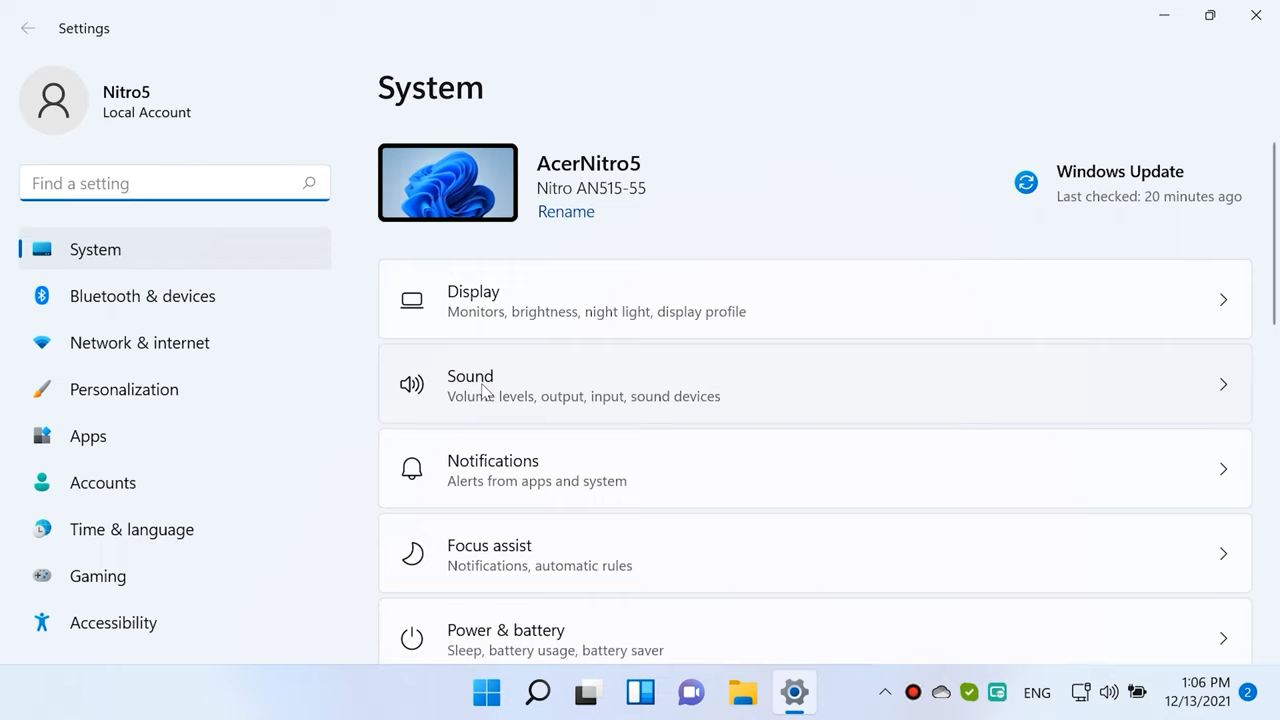 Settings
Nitro5
Local Account
Find a setting
System
Bluetooth & devices
Network & internet
Personalization
Apps
Accounts
Time & language
Gaming
Accessibility
System
AcerNitro5
Nitro AN515-55
Rename
Windows Update
Last checked: 20 minutes ago
Display
Monitors, brightness, night light, display profile
Sound
Volume levels, output, input, sound devices
Notifications
Alerts from apps and system
Focus assist
Notifications, automatic rules
Power & battery
Sleep, battery usage, battery saver
ENG
1:06 PM
12/13/2021
2